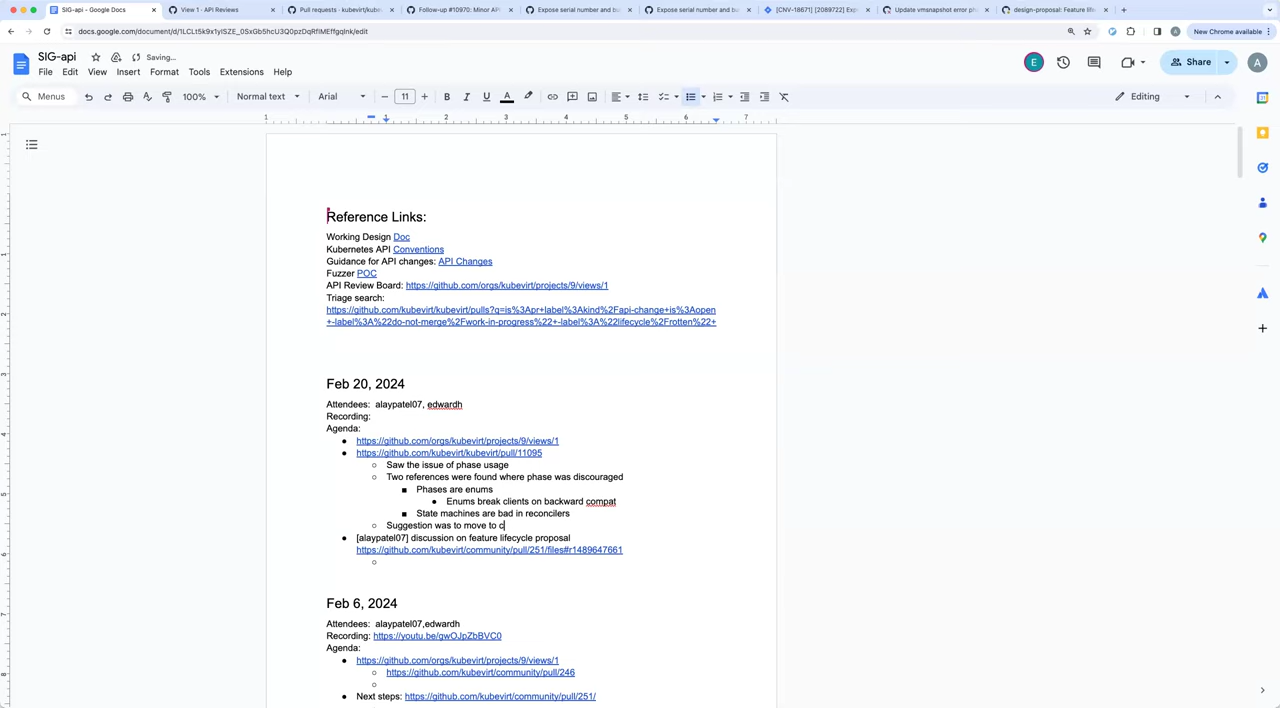 SIG-api - Google Docs
View 1 · API Reviews
Pull requests · kubevirt/kube
Follow-up #10970: Minor API
Expose serial number and bu
Expose serial number and bu
[CNV-18671] [2089722] Exp
Update vmsnapshot error ph
design-proposal: Feature life
docs.google.com/document/d/1LCLt5k9x1yISZE_0SxGb5hcU3Q0pzDqRfIMEffgqInk/edit
New Chrome available
SIG-api
Saving…
File Edit View Insert Format Tools Extensions Help
E
Share
A
Menus
100%
Normal text
Arial
11
Editing
1 1 2 3 4 5 6 7
Reference Links:
Working Design Doc
Kubernetes API Conventions
Guidance for API changes: API Changes
Fuzzer POC
API Review Board: https://github.com/orgs/kubevirt/projects/9/views/1
Triage search:
https://github.com/kubevirt/kubevirt/pulls?q=is%3Apr+label%3Akind%2Fapi-change+is%3Aopen
+-label%3A%22do-not-merge%2Fwork-in-progress%22+-label%3A%22lifecycle%2Frotten%22+
Feb 20, 2024
Attendees: alaypatel07, edwardh
Recording:
Agenda:
● https://github.com/orgs/kubevirt/projects/9/views/1
● https://github.com/kubevirt/kubevirt/pull/11095
○ Saw the issue of phase usage
○ Two references were found where phase was discouraged
■ Phases are enums
● Enums break clients on backward compat
■ State machines are bad in reconcilers
○ Suggestion was to move to c
● [alaypatel07] discussion on feature lifecycle proposal
https://github.com/kubevirt/community/pull/251/files#r1489647661
○
Feb 6, 2024
Attendees: alaypatel07,edwardh
Recording: https://youtu.be/gwOJpZbBVC0
Agenda:
● https://github.com/orgs/kubevirt/projects/9/views/1
○ https://github.com/kubevirt/community/pull/246
○
● Next steps: https://github.com/kubevirt/community/pull/251/